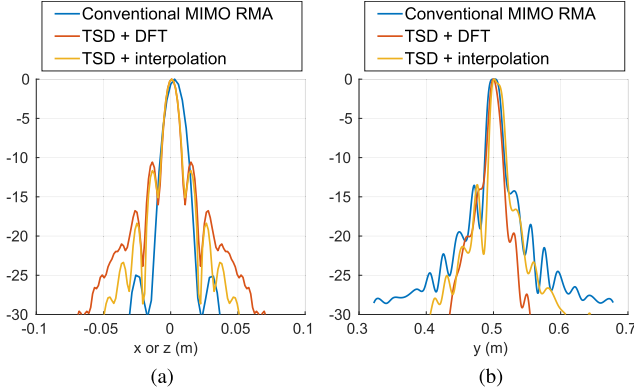 Conventional MIMO RMA
TSD + DFT
TSD + interpolation
0
-5
-10
-15
-20
-25
-30
-0.1
-0.05
0
0.05
0.1
x or z (m)
(a)
Conventional MIMO RMA
TSD + DFT
TSD + interpolation
0
-5
-10
-15
-20
-25
-30
0.3
0.4
0.5
0.6
0.7
y (m)
(b)